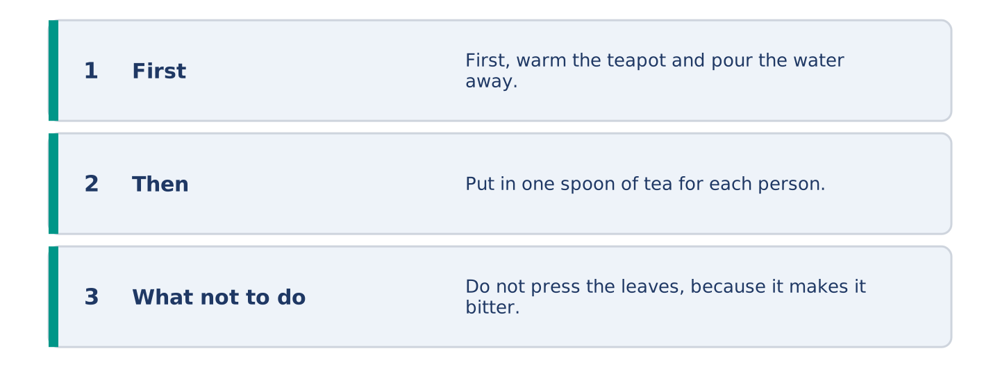 1 First
First, warm the teapot and pour the water
away.
2 Then
Put in one spoon of tea for each person.
3 What not to do
Do not press the leaves, because it makes it
bitter.